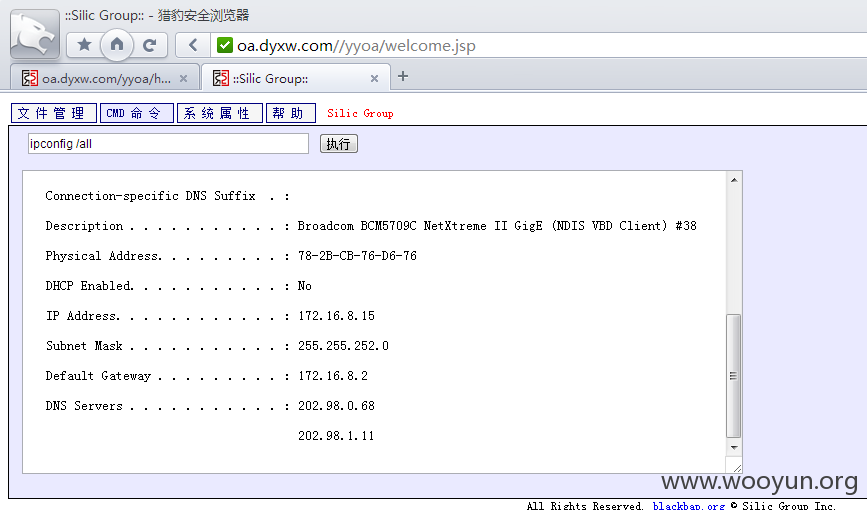 ::Silic Group:: - 猎豹安全浏览器
oa.dyxw.com//yyoa/welcome.jsp
oa.dyxw.com/yyoa/h... × ::Silic Group:: × +
文件管理 CMD 命令 系统属性 帮助 Silic Group
ipconfig /all 执行
Connection-specific DNS Suffix . :
Description . . . . . . . . . . . : Broadcom BCM5709C NetXtreme II GigE (NDIS VBD Client) #38
Physical Address. . . . . . . . . : 78-2B-CB-76-D6-76
DHCP Enabled. . . . . . . . . . . : No
IP Address. . . . . . . . . . . . : 172.16.8.15
Subnet Mask . . . . . . . . . . . : 255.255.252.0
Default Gateway . . . . . . . . . : 172.16.8.2
DNS Servers . . . . . . . . . . . : 202.98.0.68
202.98.1.11
www.wooyun.org
All Rights Reserved. blackbap.org © Silic Group Inc.